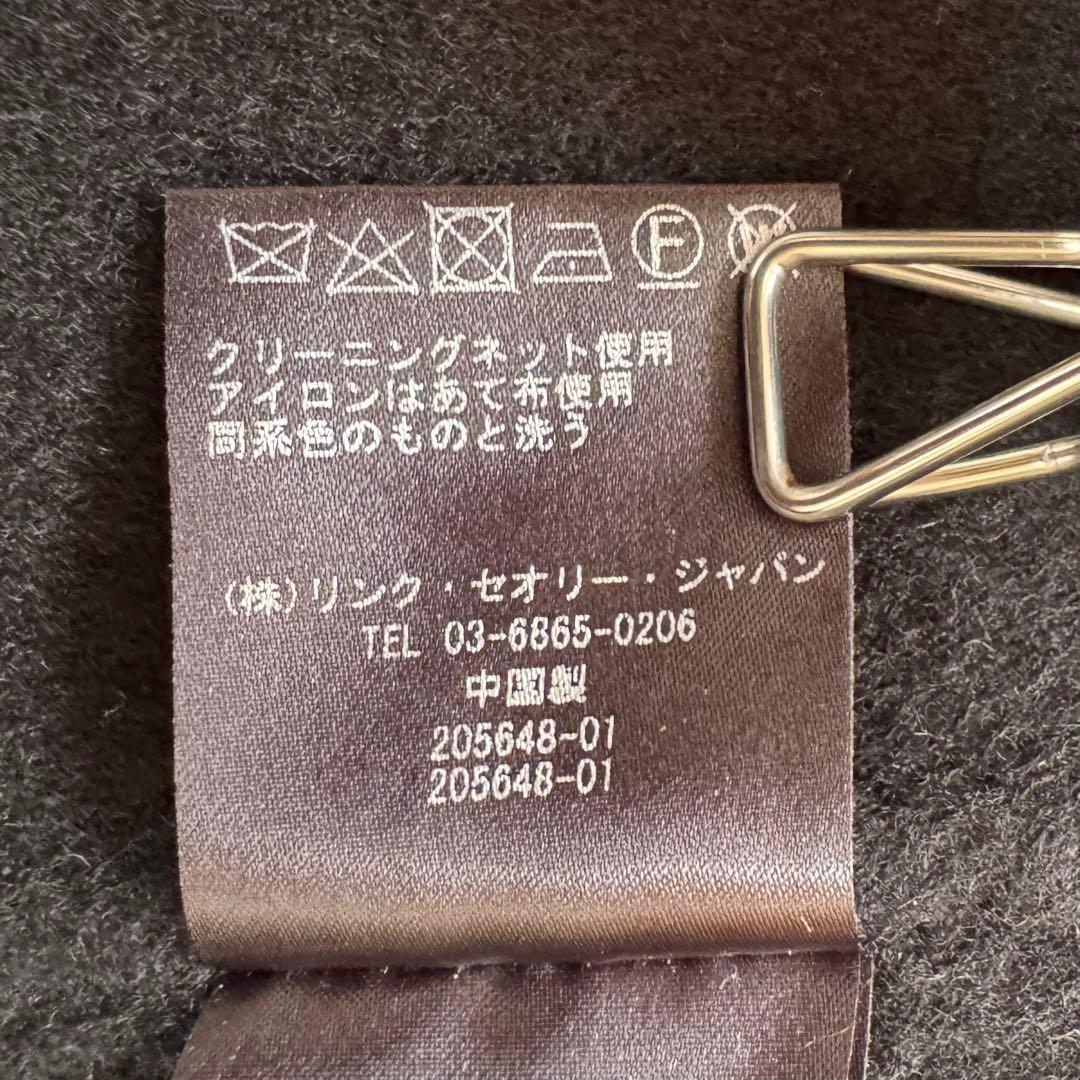 F
クリーニングネット使用
アイロンはあて布使用
同系色のものと洗う
(株)リンク・セオリー・ジャパン
TEL 03-6865-0206
中国製
205648-01
205648-01